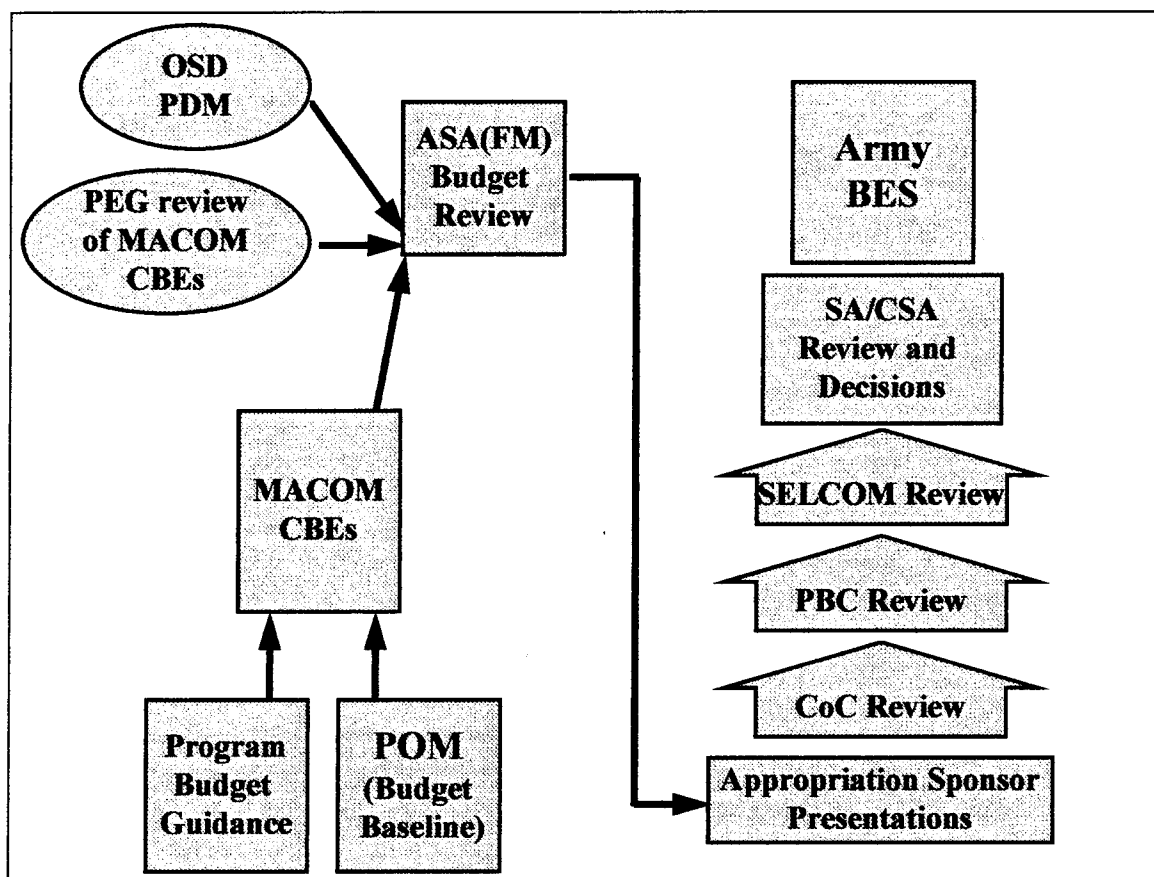 OSD
PDM
PEG review
of MACOM
CBEs
ASA(FM)
Budget
Review
MACOM
CBEs
Program
Budget
Guidance
POM
(Budget
Baseline)
Army
BES
SA/CSA
Review and
Decisions
SELCOM Review
PBC Review
CoC Review
Appropriation Sponsor
Presentations